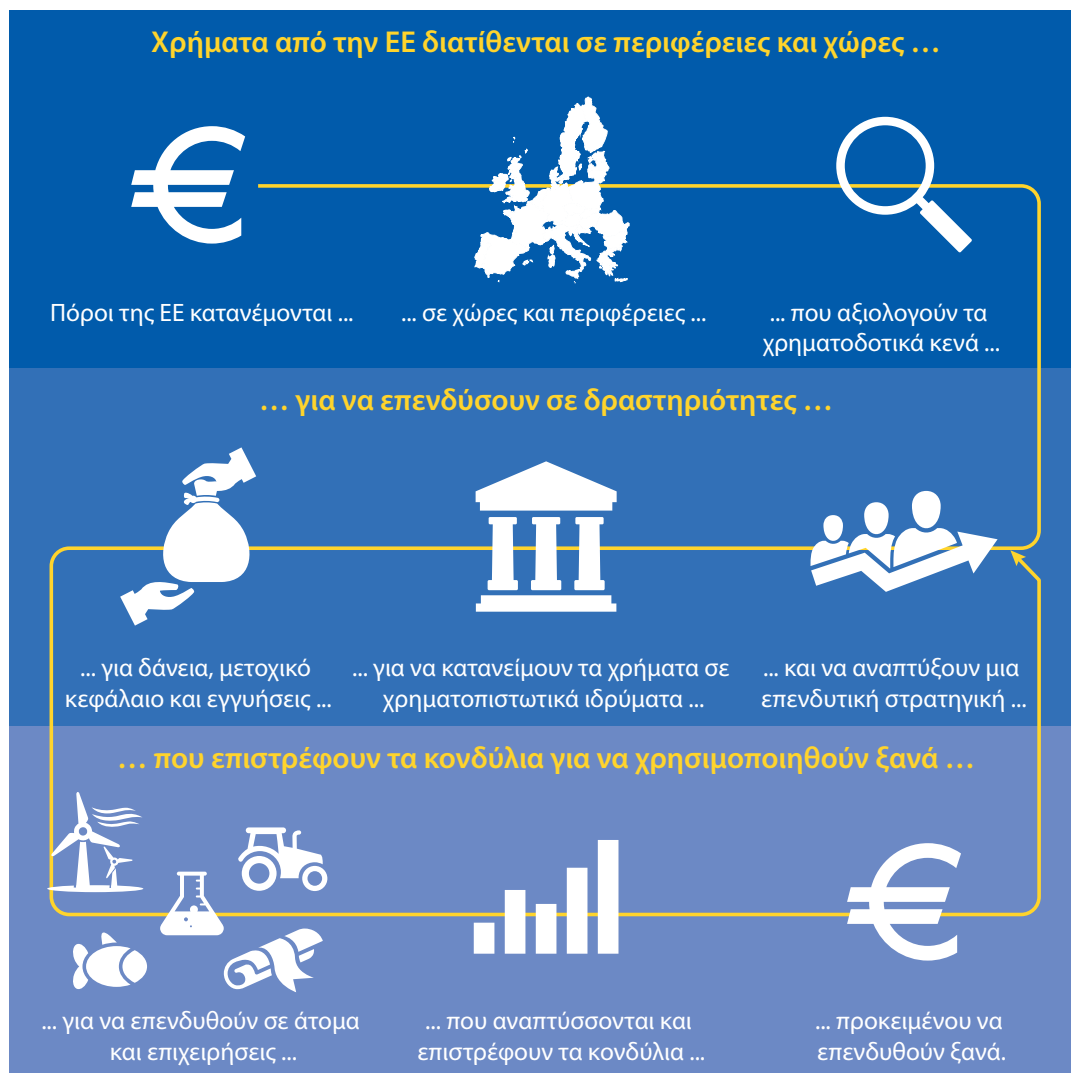 Χρήματα από την ΕΕ διατίθενται σε περιφέρειες και χώρες …
Πόροι της ΕΕ κατανέμονται ...
... σε χώρες και περιφέρειες ...
... που αξιολογούν τα
χρηματοδοτικά κενά ...
… για να επενδύσουν σε δραστηριότητες …
... για δάνεια, μετοχικό
κεφάλαιο και εγγυήσεις ...
... για να κατανείμουν τα χρήματα σε
χρηματοπιστωτικά ιδρύματα ...
... και να αναπτύξουν μια
επενδυτική στρατηγική ...
… που επιστρέφουν τα κονδύλια για να χρησιμοποιηθούν ξανά …
... για να επενδυθούν σε άτομα
και επιχειρήσεις ...
... που αναπτύσσονται και
επιστρέφουν τα κονδύλια ...
... προκειμένου να
επενδυθούν ξανά.